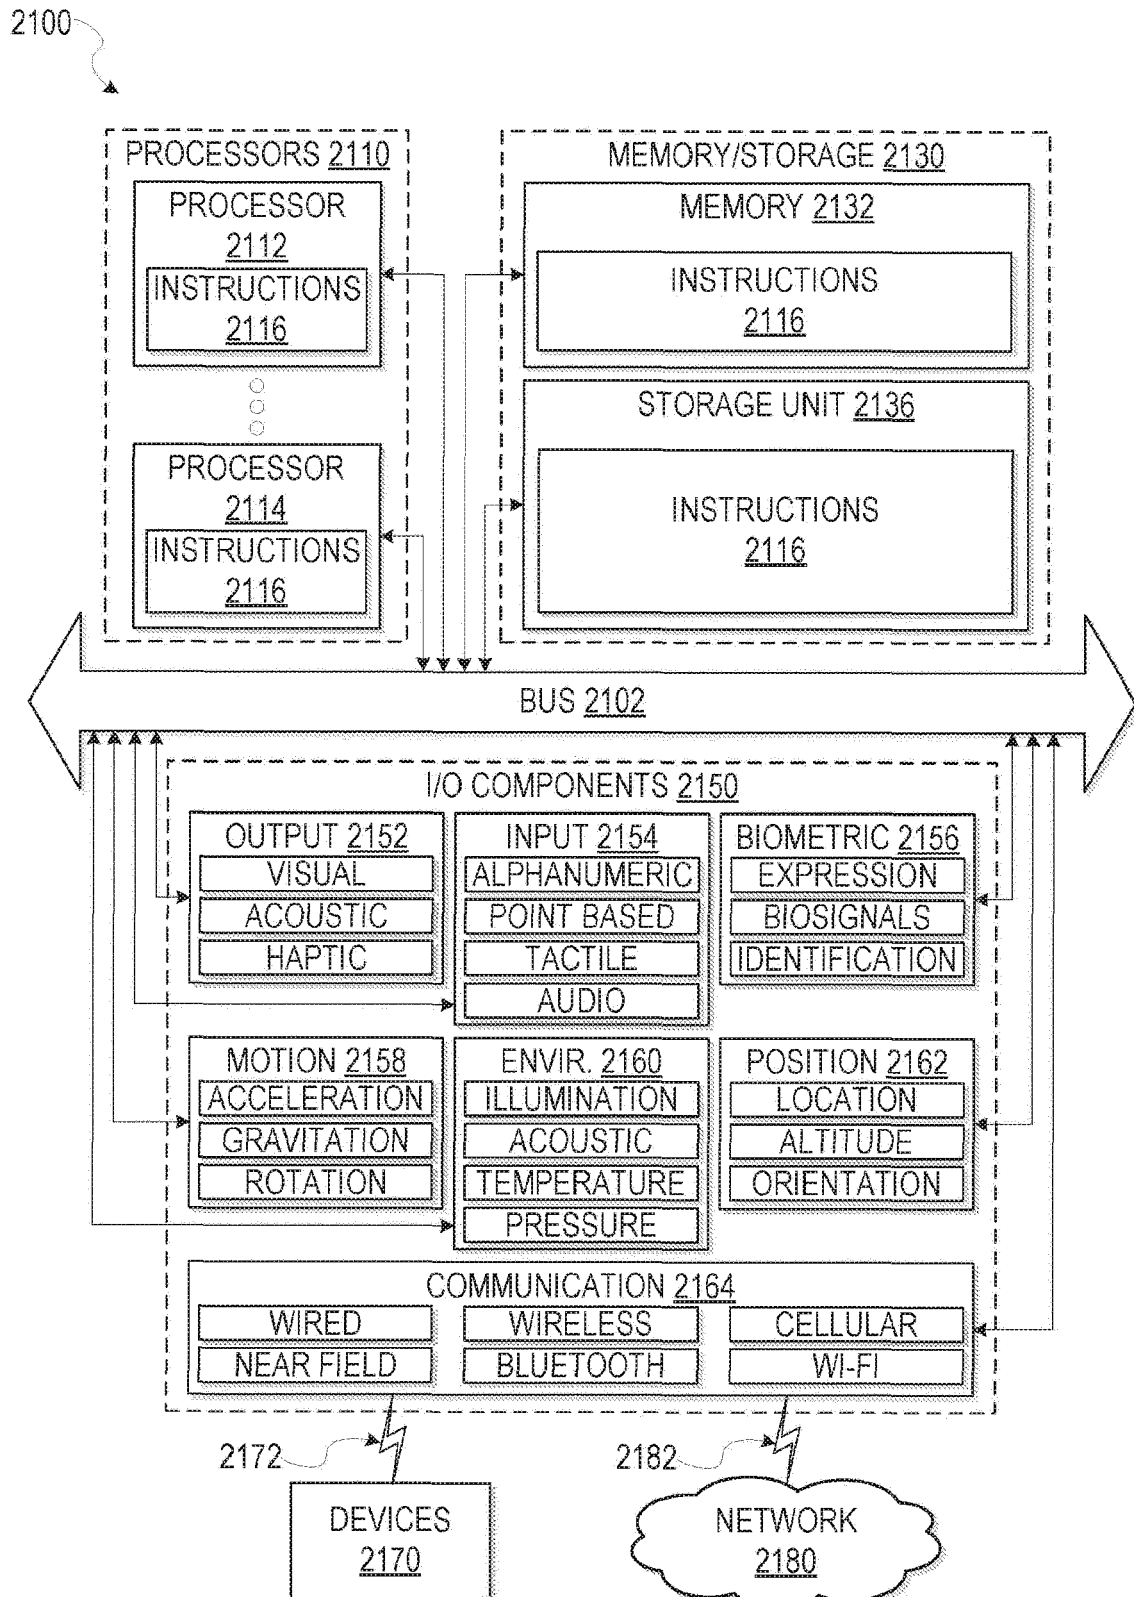 2100
PROCESSORS 2110
PROCESSOR
2112
INSTRUCTIONS
2116
PROCESSOR
2114
INSTRUCTIONS
2116
MEMORY/STORAGE 2130
MEMORY 2132
INSTRUCTIONS
2116
STORAGE UNIT 2136
INSTRUCTIONS
2116
BUS 2102
I/O COMPONENTS 2150
OUTPUT 2152
VISUAL
ACOUSTIC
HAPTIC
INPUT 2154
ALPHANUMERIC
POINT BASED
TACTILE
AUDIO
BIOMETRIC 2156
EXPRESSION
BIOSIGNALS
IDENTIFICATION
MOTION 2158
ACCELERATION
GRAVITATION
ROTATION
ENVIR. 2160
ILLUMINATION
ACOUSTIC
TEMPERATURE
PRESSURE
POSITION 2162
LOCATION
ALTITUDE
ORIENTATION
COMMUNICATION 2164
WIRED
WIRELESS
CELLULAR
NEAR FIELD
BLUETOOTH
WI-FI
2172
2182
DEVICES
2170
NETWORK
2180